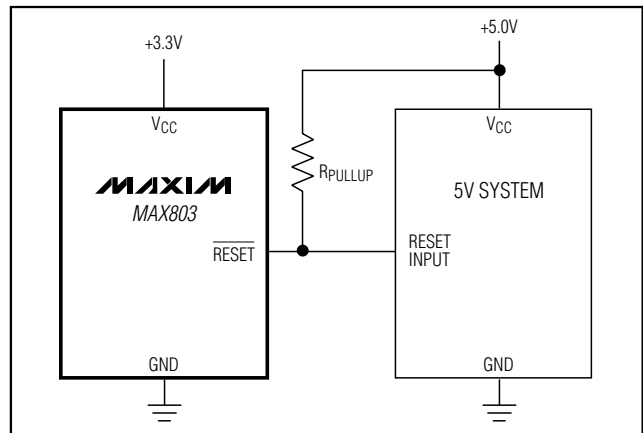 +3.3V
+5.0V
VCC
VCC
MAXIM
MAX803
RPULLUP
5V SYSTEM
RESET
RESET
INPUT
GND
GND